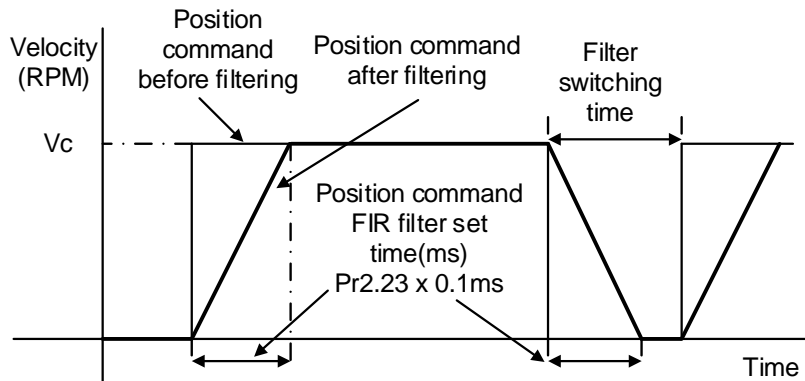 Velocity
(RPM)
Position
command
before filtering
Position command
after filtering
Filter
switching
time
Vc
Position command
FIR filter set
time(ms)
Pr2.23 x 0.1ms
Time